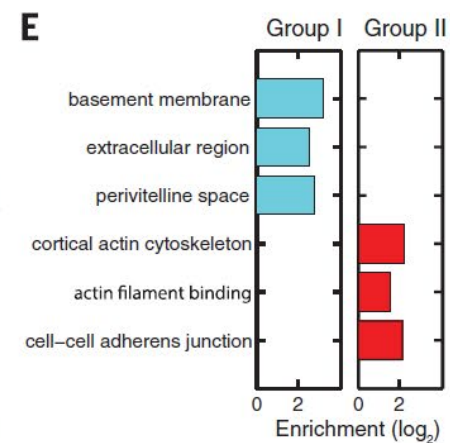 E
Group I Group II
basement membrane
extracellular region
perivitelline space
cortical actin cytoskeleton
actin filament binding
cell–cell adherens junction
0 2 0 2
Enrichment (log2)